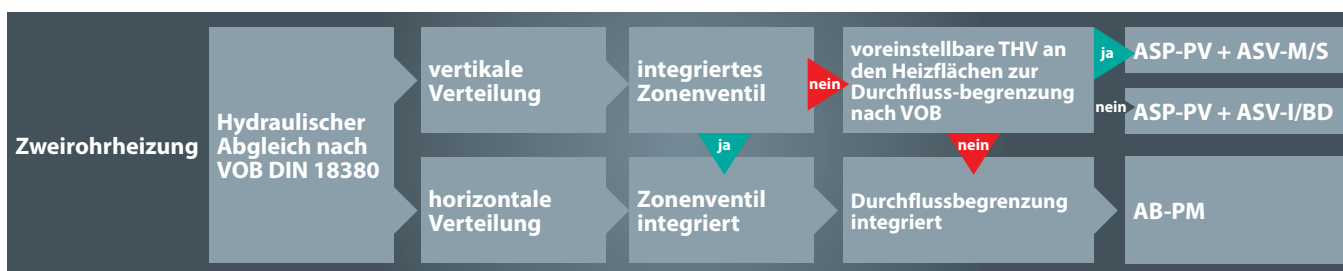 Zweirohrheizung
Hydraulischer
Abgleich nach
VOB DIN 18380
vertikale
Verteilung
integriertes
Zonenventil
nein
voreinstellbare THV an
den Heizflächen zur
Durchfluss-begrenzung
nach VOB
ja
ASP-PV + ASV-M/S
nein
ASP-PV + ASV-I/BD
ja
nein
horizontale
Verteilung
Zonenventil
integriert
Durchflussbegrenzung
integriert
AB-PM